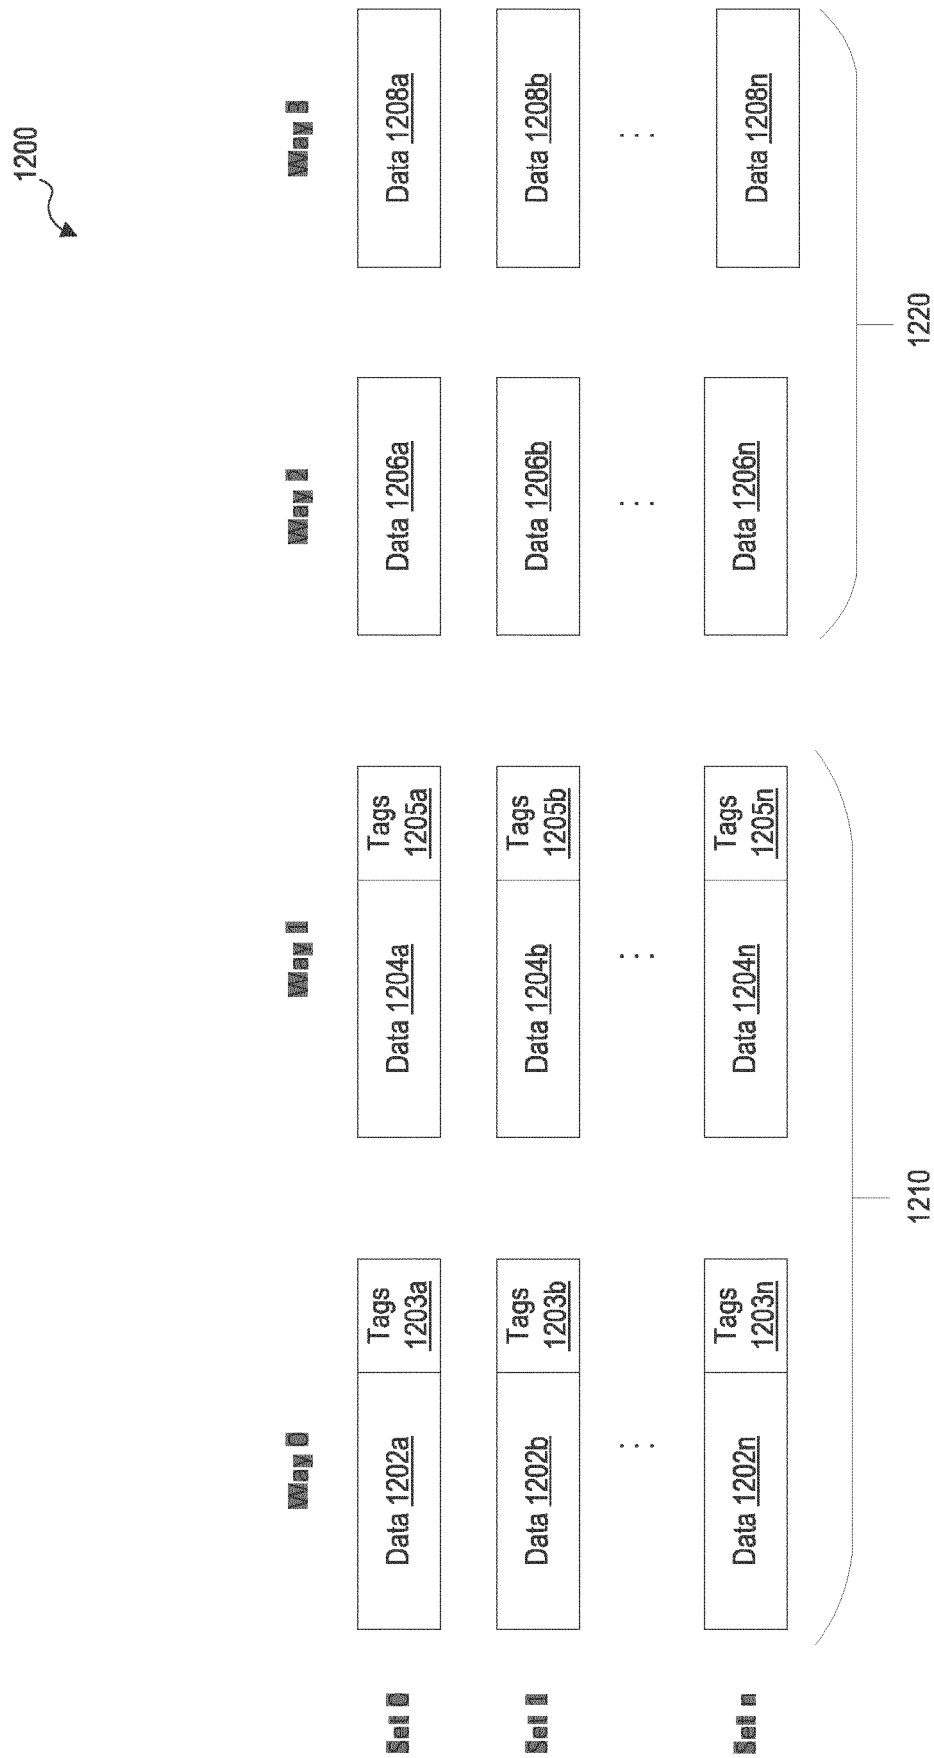 1200
Way 0
Way 1
Way 2
Way 3
Set 0
Data 1202a
Tags
1203a
Data 1204a
Tags
1205a
Data 1206a
Data 1208a
Set 1
Data 1202b
Tags
1203b
Data 1204b
Tags
1205b
Data 1206b
Data 1208b
. . .
. . .
. . .
. . .
Set n
Data 1202n
Tags
1203n
Data 1204n
Tags
1205n
Data 1206n
Data 1208n
1210
1220